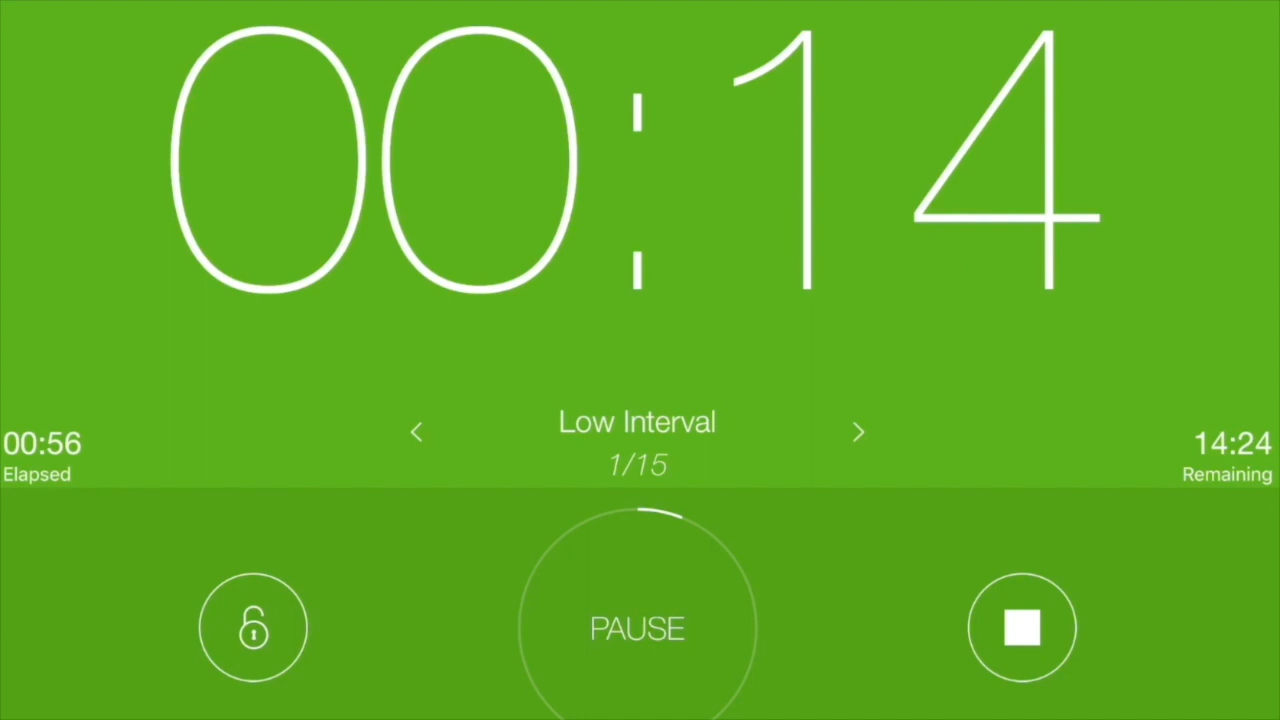 00:14
Low Interval
1/15
00:56
Elapsed
14:24
Remaining
PAUSE